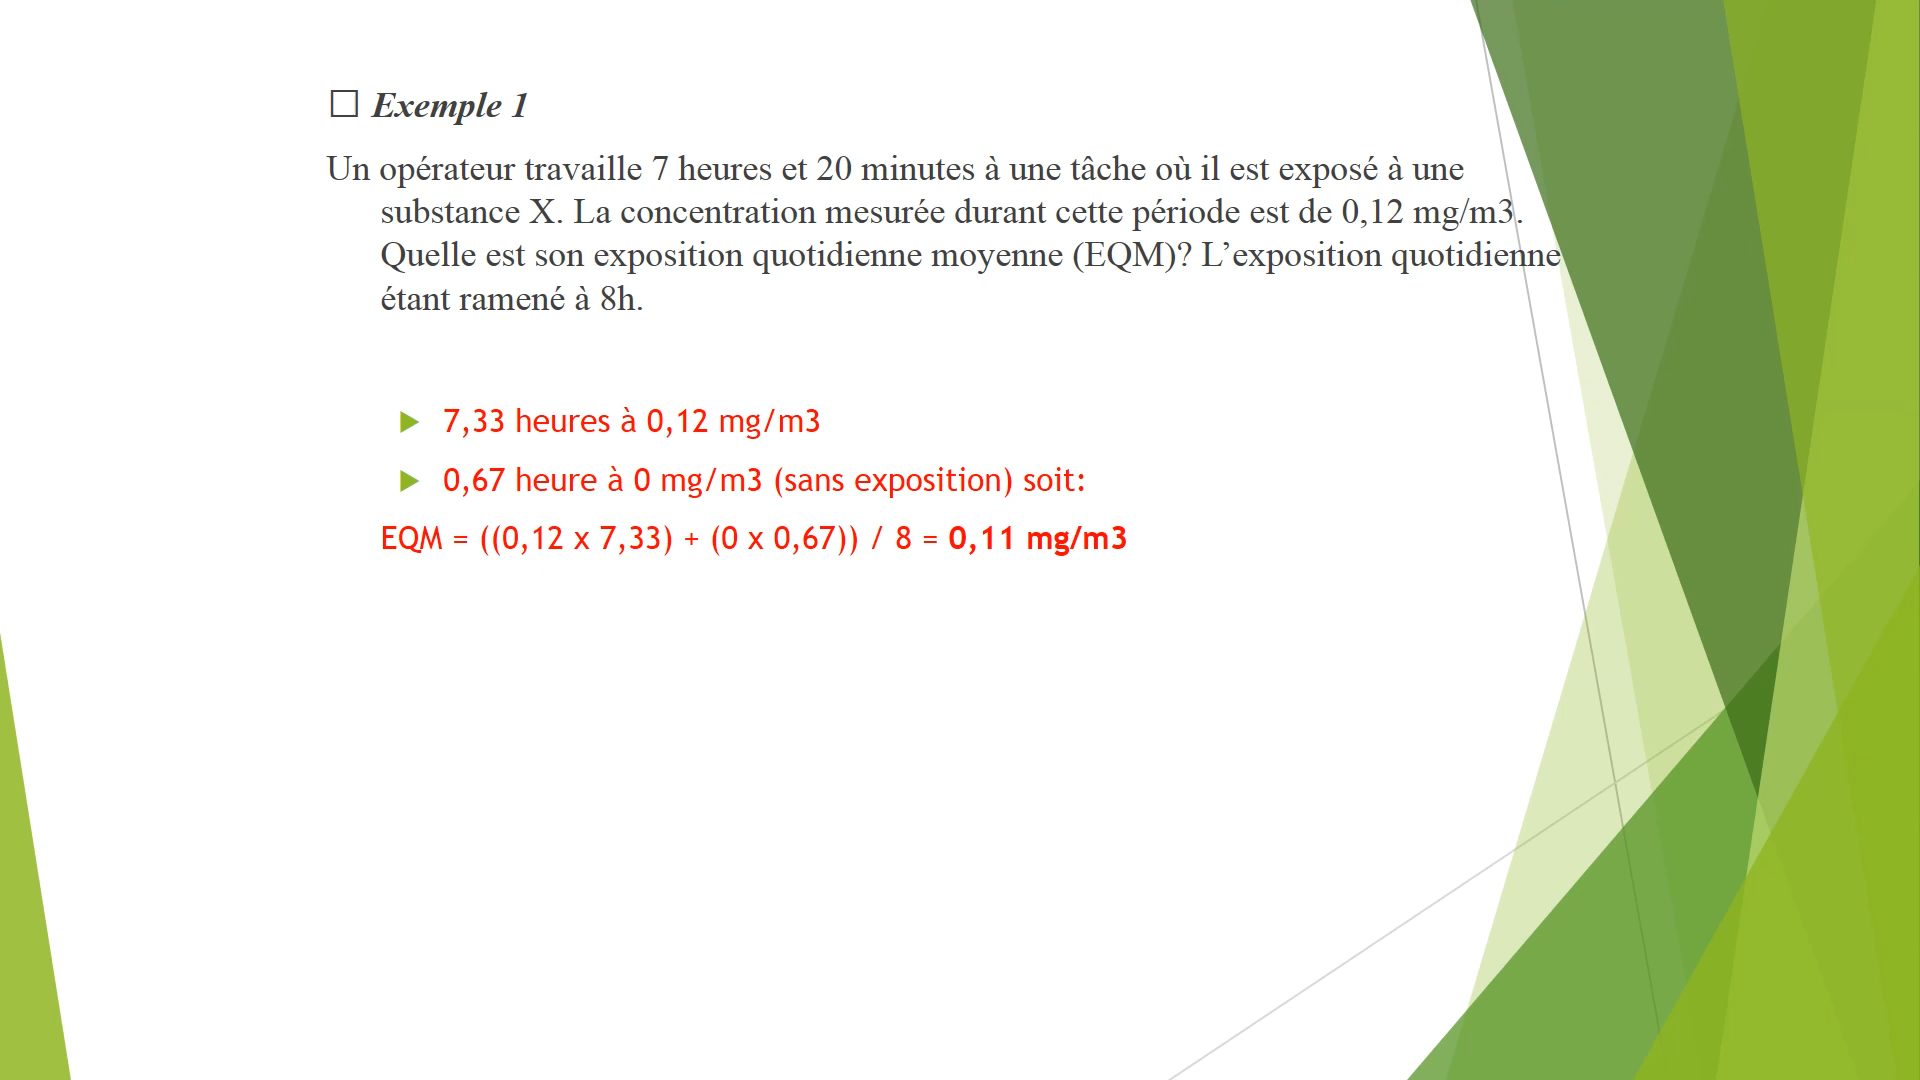 ☐ Exemple 1
Un opérateur travaille 7 heures et 20 minutes à une tâche où il est exposé à une
substance X. La concentration mesurée durant cette période est de 0,12 mg/m3.
Quelle est son exposition quotidienne moyenne (EQM)? L’exposition quotidienne
étant ramené à 8h.
7,33 heures à 0,12 mg/m3
0,67 heure à 0 mg/m3 (sans exposition) soit:
EQM = ((0,12 x 7,33) + (0 x 0,67)) / 8 = 0,11 mg/m3